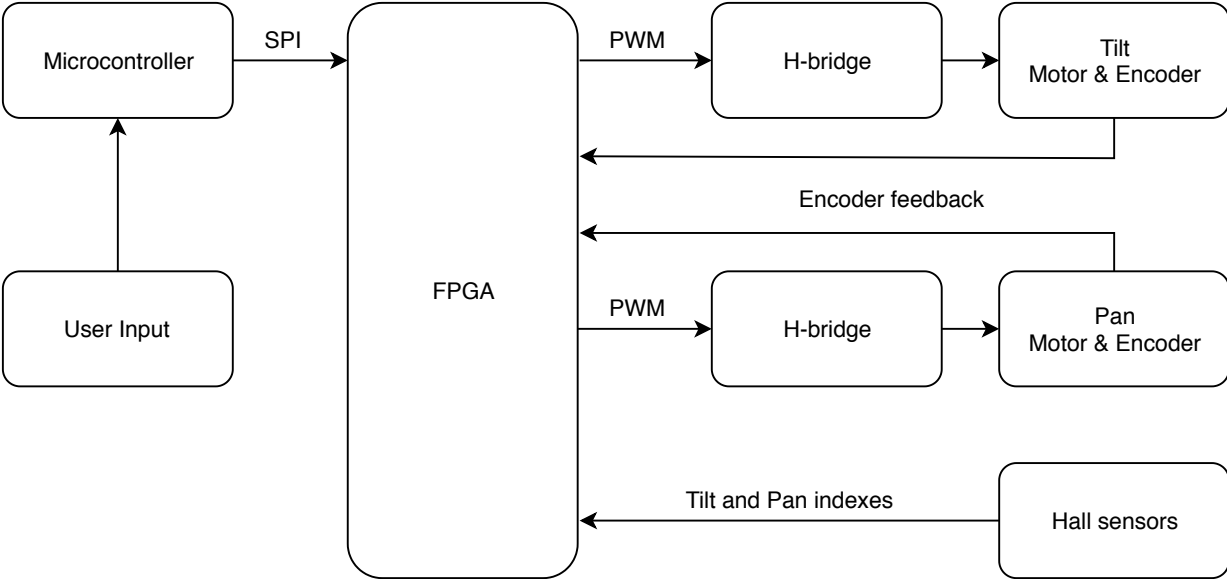 Microcontroller
SPI
PWM
H-bridge
Tilt
Motor & Encoder
Encoder feedback
User Input
FPGA
PWM
H-bridge
Pan
Motor & Encoder
Tilt and Pan indexes
Hall sensors